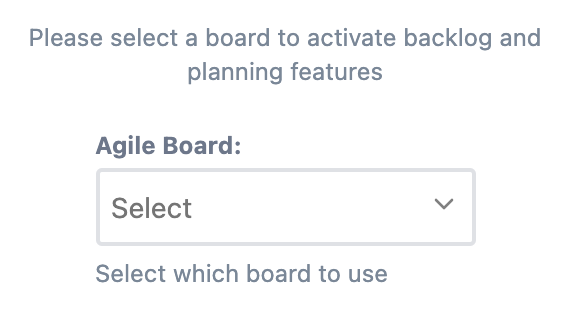 Please select a board to activate backlog and
planning features
Agile Board:
Select
Select which board to use